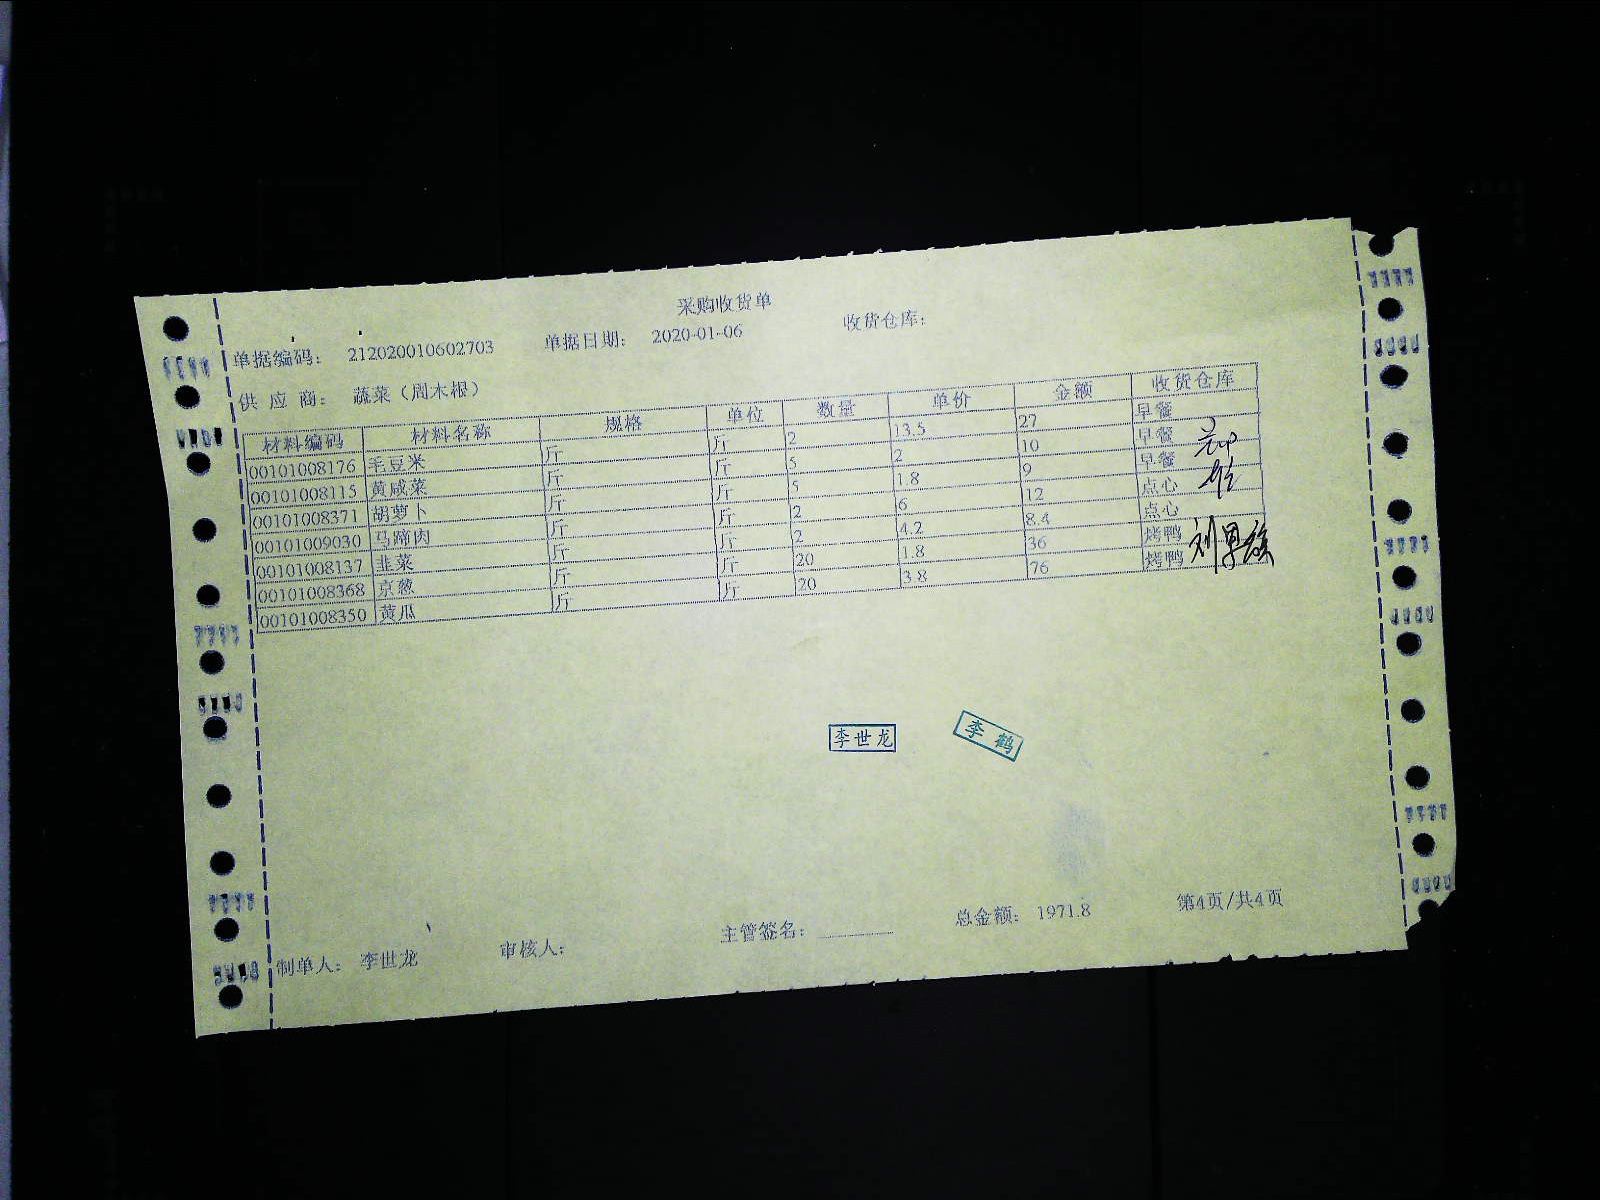 采购收货单
单据编码： 212020010602703 单据日期： 2020-01-06 收货仓库：
供 应 商： 蔬菜（周木根）
材料编码 材料名称 规格 单位 数量 单价 金额 收货仓库
00101008176 毛豆米 斤 斤 2 13.5 27 早餐
00101008115 黄咸菜 斤 斤 5 2 10 早餐
00101008371 胡萝卜 斤 斤 5 1.8 9 早餐
00101009030 马蹄肉 斤 斤 2 6 12 点心
00101008137 韭菜 斤 斤 2 4.2 8.4 点心
00101008368 京葱 斤 斤 20 1.8 36 烤鸭
00101008350 黄瓜 斤 斤 20 3.8 76 烤鸭
李世龙 李鹤
制单人： 李世龙 审核人： 主管签名： 总金额： 1971.8 第4页/共4页